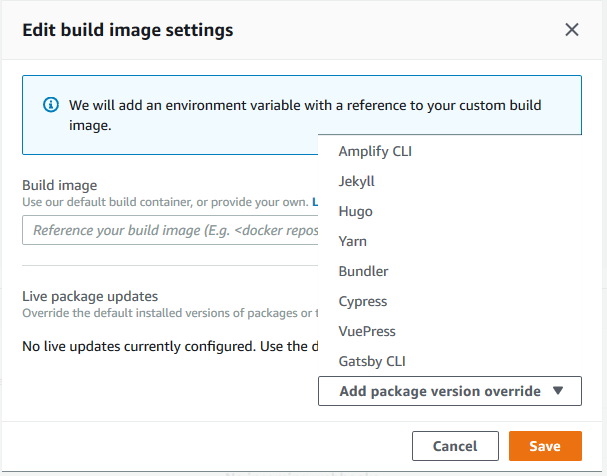 Edit build image settings
We will add an environment variable with a reference to your custom build
image.
Build image
Use our default build container, or provide your own.
Reference your build image (E.g. <docker
Live package updates
Override the default installed versions of packages or
No live updates currently configured. Use the
Amplify CLI
Jekyll
Hugo
Yarn
Bundler
Cypress
VuePress
Gatsby CLI
Add package version override
Cancel
Save